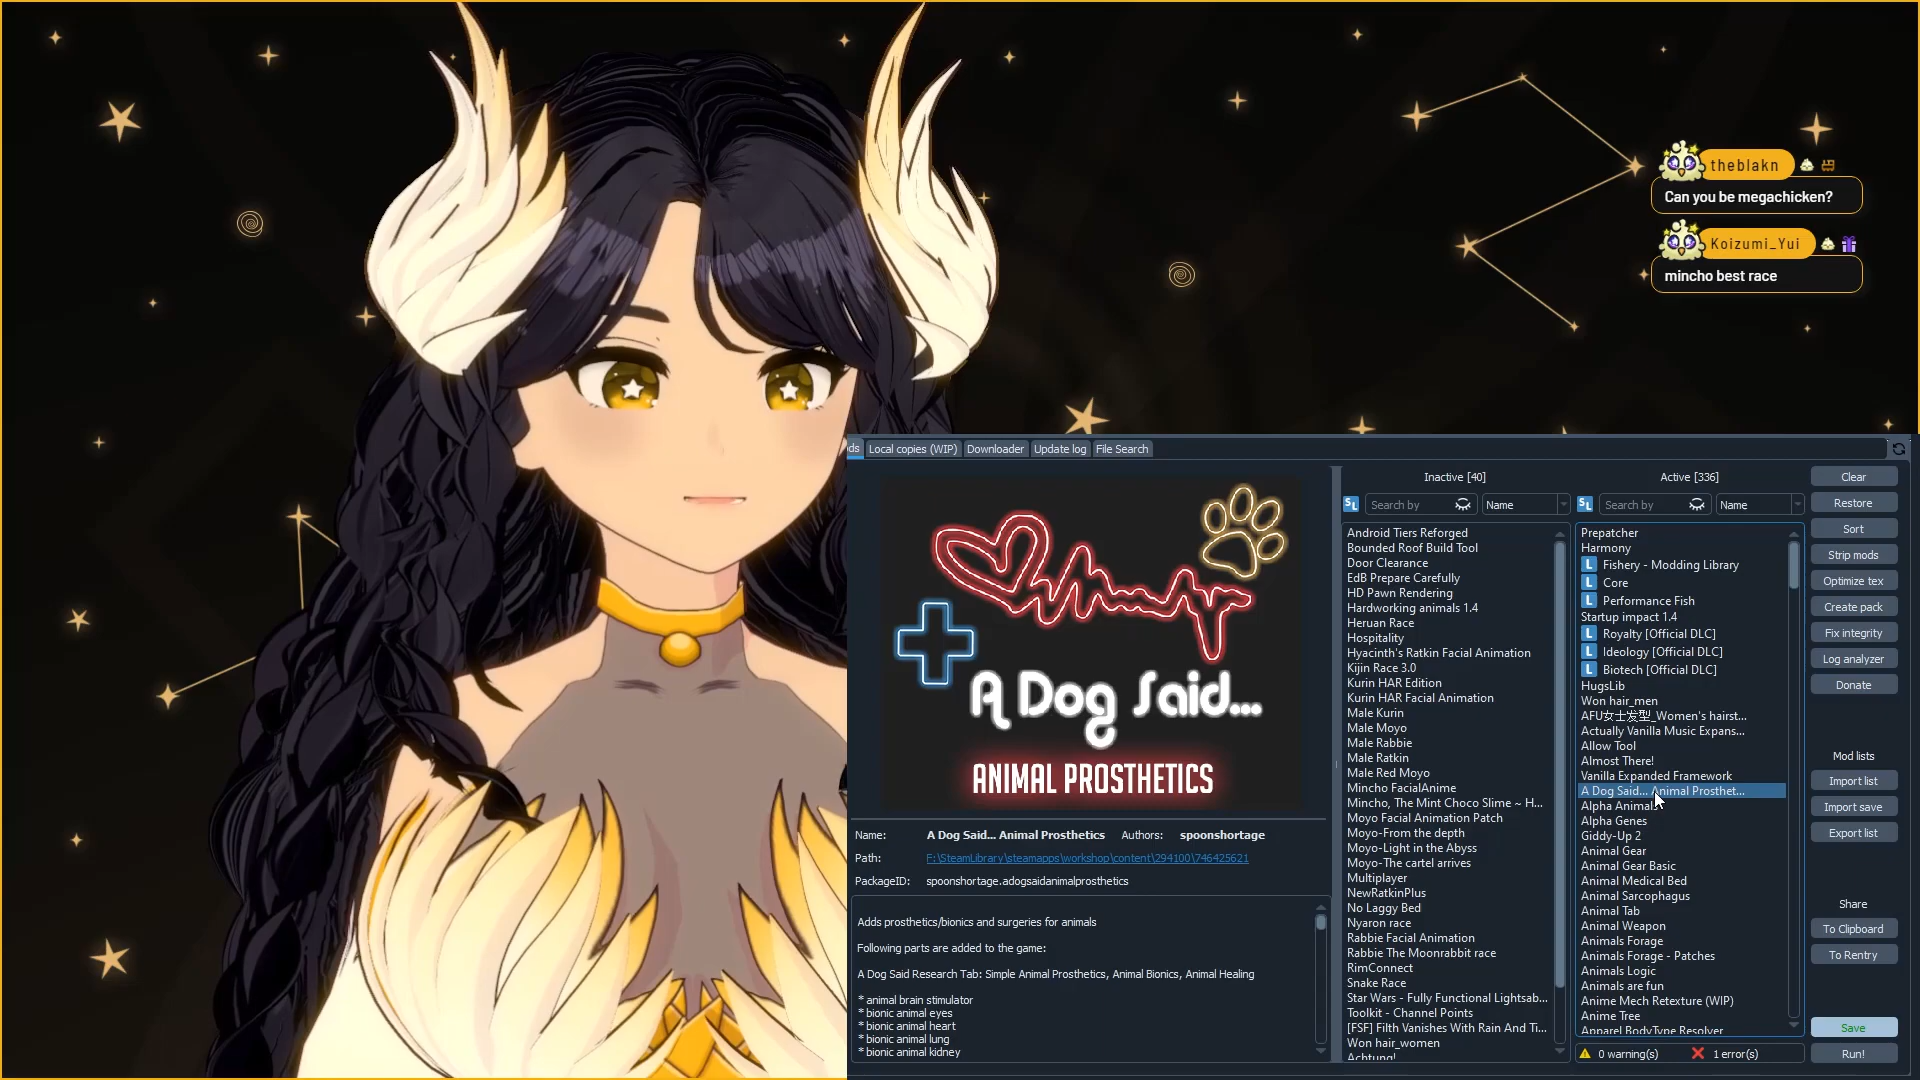 theblakn
Can you be megachicken?
Koizumi_Yui
mincho best race
ds
Local copies (WIP)
Downloader
Update log
File Search
A Dog Said...
ANIMAL PROSTHETICS
Name: A Dog Said... Animal Prosthetics Authors: spoonshortage
Path: F:\SteamLibrary\steamapps\workshop\content\294100\746425621
PackageID: spoonshortage.adogsaidanimalprosthetics
Adds prosthetics/bionics and surgeries for animals
Following parts are added to the game:
A Dog Said Research Tab: Simple Animal Prosthetics, Animal Bionics, Animal Healing
* animal brain stimulator
* bionic animal eyes
* bionic animal heart
* bionic animal lung
* bionic animal kidney
Inactive [40]
Search by
Name
Android Tiers Reforged
Bounded Roof Build Tool
Door Clearance
EdB Prepare Carefully
HD Pawn Rendering
Hardworking animals 1.4
Heruan Race
Hospitality
Hyacinth's Ratkin Facial Animation
Kijin Race 3.0
Kurin HAR Edition
Kurin HAR Facial Animation
Male Kurin
Male Moyo
Male Rabbie
Male Ratkin
Male Red Moyo
Mincho FacialAnime
Mincho, The Mint Choco Slime ~ H...
Moyo Facial Animation Patch
Moyo-From the depth
Moyo-Light in the Abyss
Moyo-The cartel arrives
Multiplayer
NewRatkinPlus
No Laggy Bed
Nyaron race
Rabbie Facial Animation
Rabbie The Moonrabbit race
RimConnect
Snake Race
Star Wars - Fully Functional Lightsab...
Toolkit - Channel Points
[FSF] Filth Vanishes With Rain And Ti...
Won hair_women
Achtung!
Active [336]
Search by
Name
Prepatcher
Harmony
L Fishery - Modding Library
L Core
L Performance Fish
Startup impact 1.4
L Royalty [Official DLC]
L Ideology [Official DLC]
L Biotech [Official DLC]
HugsLib
Won hair_men
AFU女士发型_Women's hairst...
Actually Vanilla Music Expans...
Allow Tool
Almost There!
Vanilla Expanded Framework
A Dog Said... Animal Prosthet...
Alpha Animals
Alpha Genes
Giddy-Up 2
Animal Gear
Animal Gear Basic
Animal Medical Bed
Animal Sarcophagus
Animal Tab
Animal Weapon
Animals Forage
Animals Forage - Patches
Animals Logic
Animals are fun
Anime Mech Retexture (WIP)
Anime Tree
Apparel BodyType Resolver
0 warning(s)
1 error(s)
Clear
Restore
Sort
Strip mods
Optimize tex
Create pack
Fix integrity
Log analyzer
Donate
Mod lists
Import list
Import save
Export list
Share
To Clipboard
To Rentry
Save
Run!